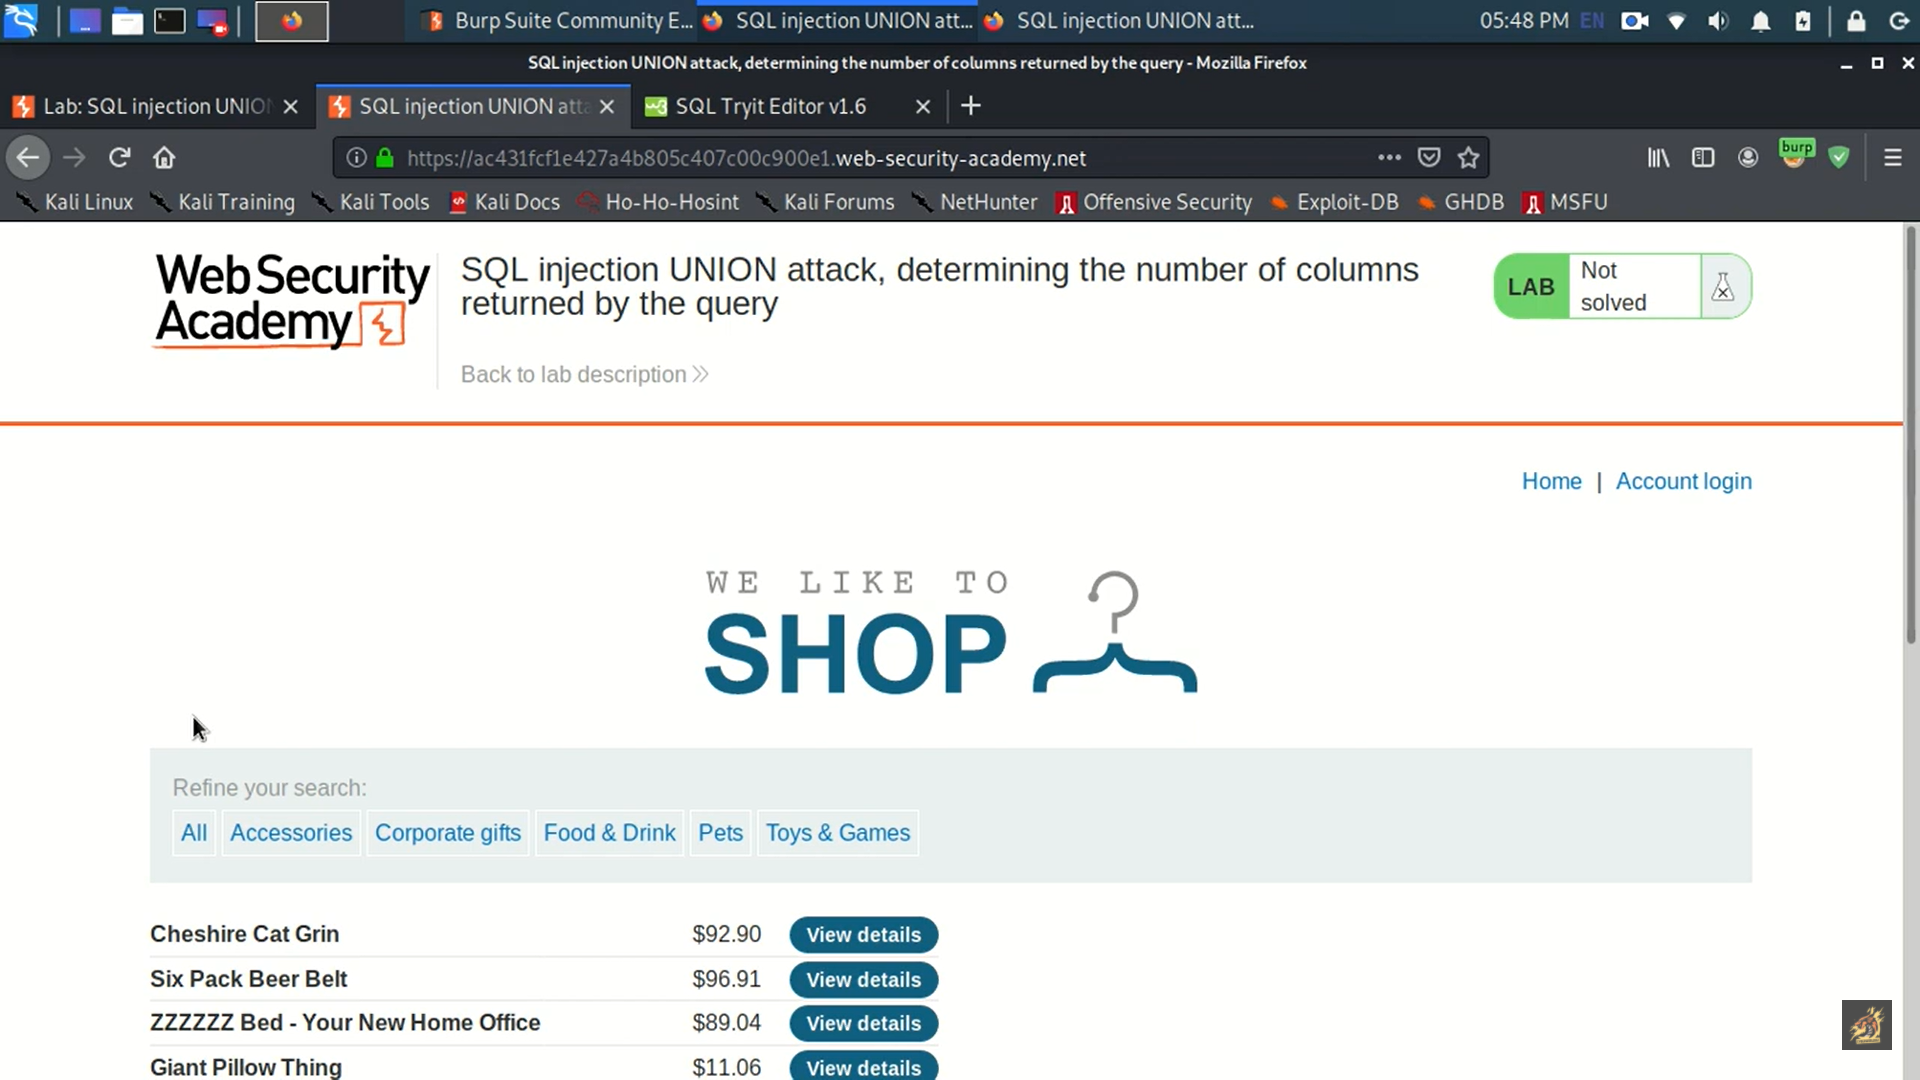 Burp Suite Community E...
SQL injection UNION att...
SQL injection UNION att...
05:48 PM
EN
SQL injection UNION attack, determining the number of columns returned by the query - Mozilla Firefox
Lab: SQL injection UNION
SQL injection UNION atta
SQL Tryit Editor v1.6
https://ac431fcf1e427a4b805c407c00c900e1.web-security-academy.net
burp
Kali Linux
Kali Training
Kali Tools
Kali Docs
Ho-Ho-Hosint
Kali Forums
NetHunter
Offensive Security
Exploit-DB
GHDB
MSFU
Web Security
Academy
SQL injection UNION attack, determining the number of columns
returned by the query
Back to lab description
LAB
Not
solved
Home | Account login
WE LIKE TO
SHOP
Refine your search:
All
Accessories
Corporate gifts
Food & Drink
Pets
Toys & Games
Cheshire Cat Grin $92.90 View details
Six Pack Beer Belt $96.91 View details
ZZZZZZ Bed - Your New Home Office $89.04 View details
Giant Pillow Thing $11.06 View details